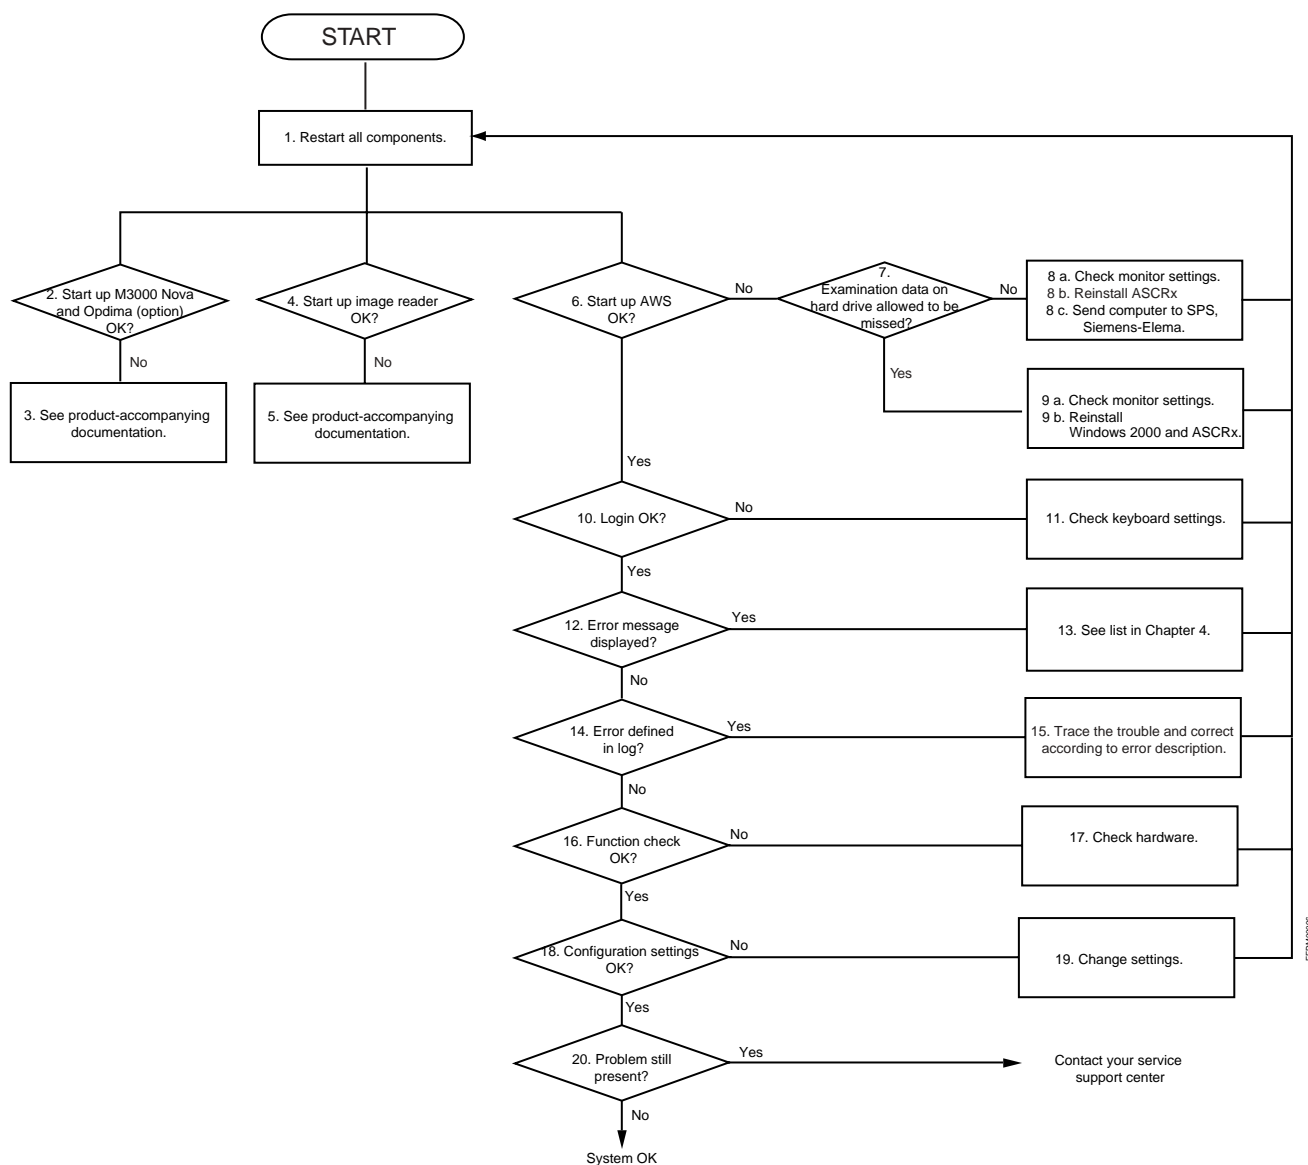 START
1. Restart all components.
2. Start up M3000 Nova
and Opdima (option)
OK?
No
3. See product-accompanying
documentation.
4. Start up image reader
OK?
No
5. See product-accompanying
documentation.
6. Start up AWS
OK?
No
7.
Examination data on
hard drive allowed to be
missed?
No
8 a. Check monitor settings.
8 b. Reinstall ASCRx
8 c. Send computer to SPS,
Siemens-Elema.
Yes
9 a. Check monitor settings.
9 b. Reinstall
Windows 2000 and ASCRx.
Yes
10. Login OK?
No
11. Check keyboard settings.
Yes
12. Error message
displayed?
Yes
13. See list in Chapter 4.
No
14. Error defined
in log?
Yes
15. Trace the trouble and correct
according to error description.
No
16. Function check
OK?
No
17. Check hardware.
Yes
18. Configuration settings
OK?
No
19. Change settings.
Yes
20. Problem still
present?
Yes
Contact your service
support center
No
System OK